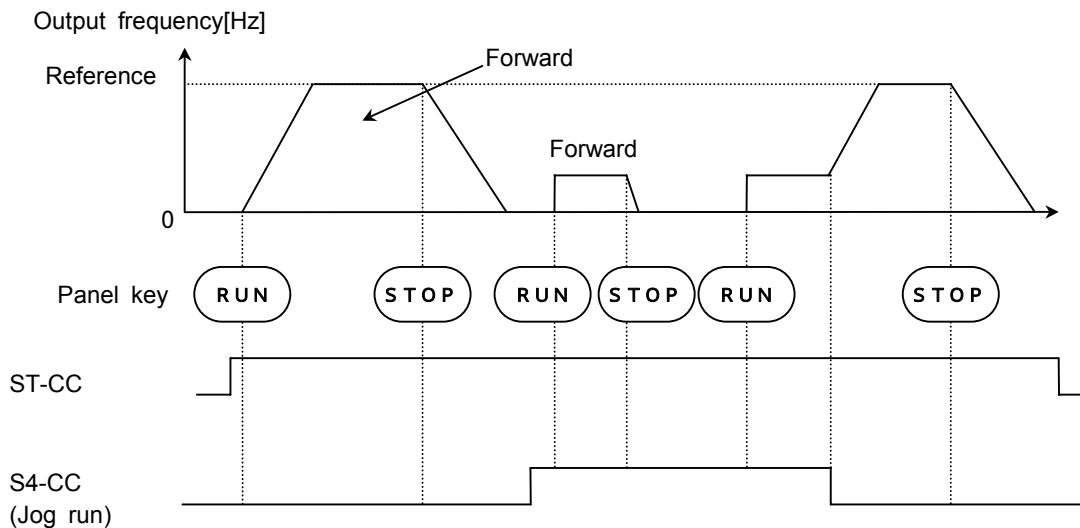 Output frequency[Hz]
Reference
Forward
Forward
0
Panel key
RUN
STOP
RUN
STOP
RUN
STOP
ST-CC
S4-CC
(Jog run)